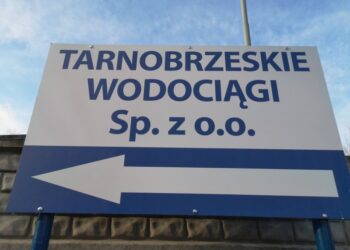 TARNOBRZESKIE
WODOCIĄGI
Sp. z o.o.